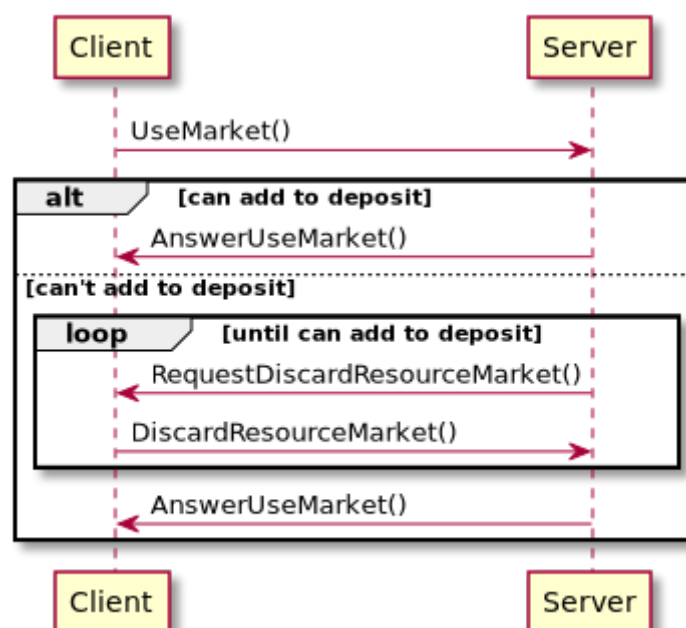 Client Server
UseMarket()
alt [can add to deposit]
AnswerUseMarket()
[can't add to deposit]
loop [until can add to deposit]
RequestDiscardResourceMarket()
DiscardResourceMarket()
AnswerUseMarket()
Client Server